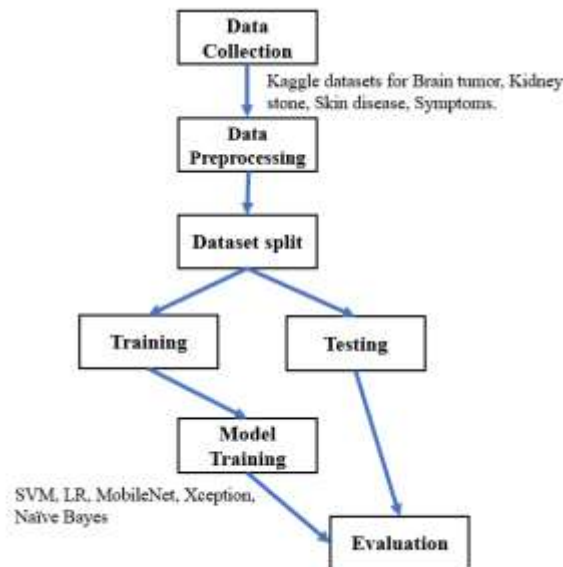 Data
Collection
Kaggle datasets for Brain tumor, Kidney
stone, Skin disease, Symptoms.
Data
Preprocessing
Dataset split
Training
Testing
Model
Training
SVM, LR, MobileNet, Xception,
Naïve Bayes
Evaluation